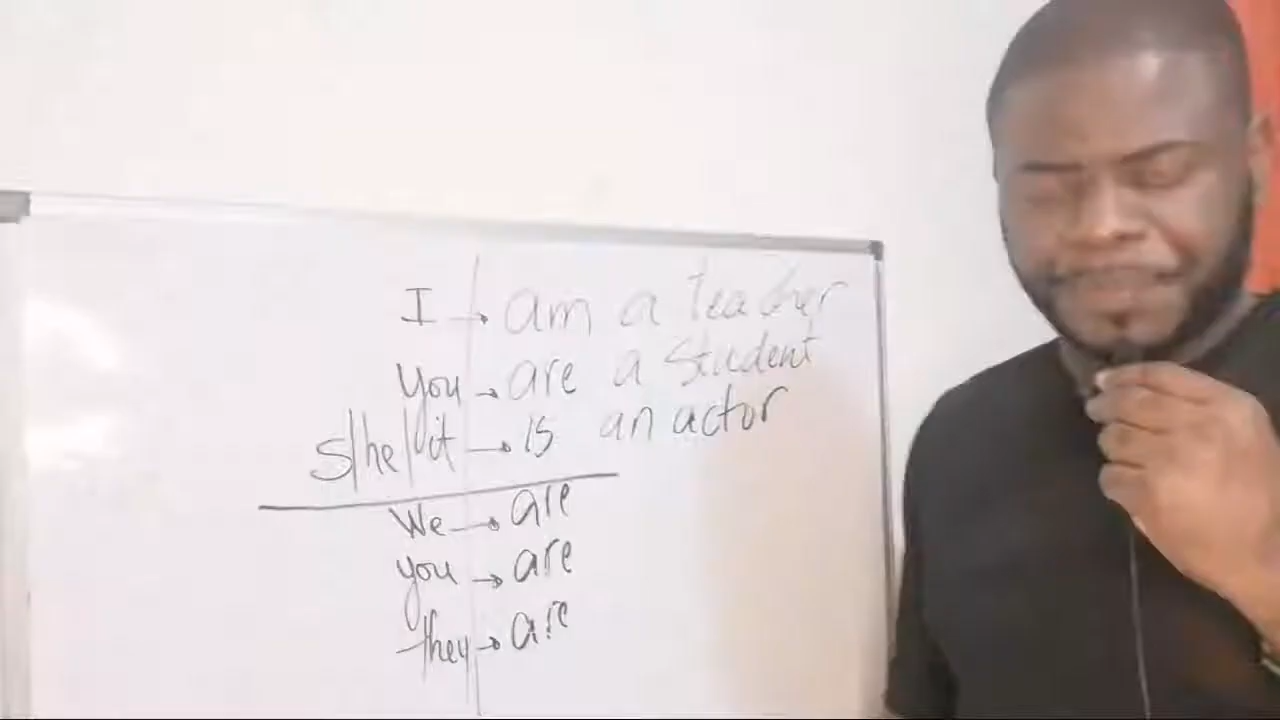 I → am a teacher
You → are a student
S/he/it → is an actor
We → are
you → are
they → are